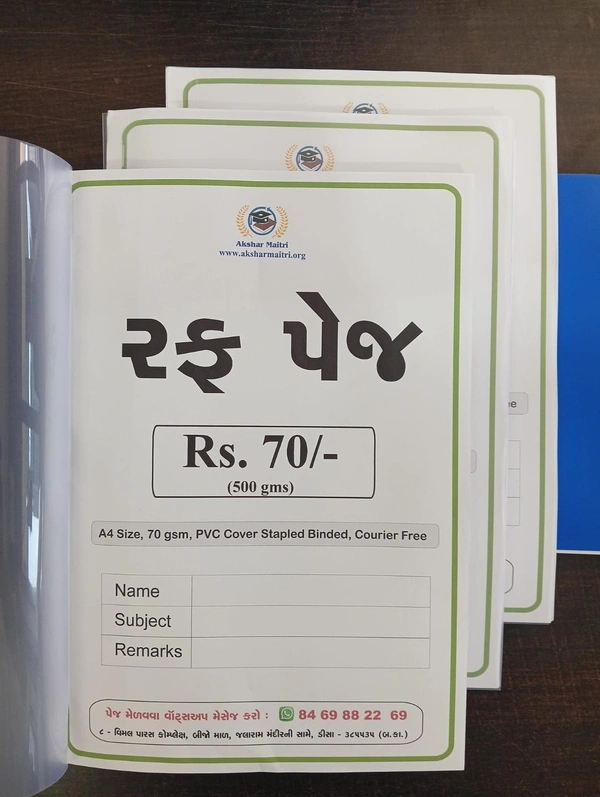 Akshar Maitri
www.aksharmaitri.org
રફ પેજ
Rs. 70/-
(500 gms)
A4 Size, 70 gsm, PVC Cover Stapled Binded, Courier Free
Name
Subject
Remarks
પેજ મેળવવા વૉટ્સઅપ મેસેજ કરો : 84 69 88 22 69
૮ - વિમલ પારસ કોમ્પ્લેક્ષ, બીજો માળ, જલારામ મંદિરની સામે, ડીસા - ૩૮૫૫૩૫ (બ.કા.)